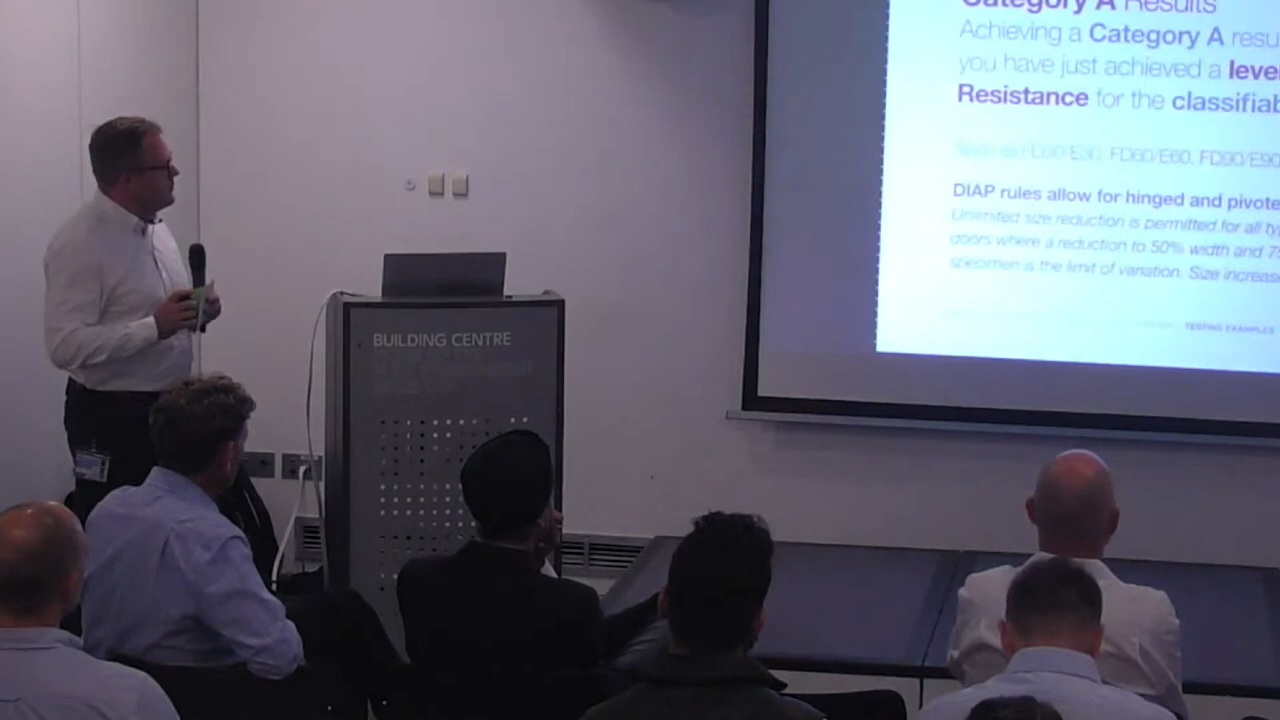 Category A Results
Achieving a Category A resu
you have just achieved a leve
Resistance for the classifiab
FD30/E30, FD60/E60, FD90/E90
DIAP rules allow for hinged and pivote
Unlimited size reduction is permitted for all ty
doors where a reduction to 50% width and 75
specimen is the limit of variation. Size increase
TESTING EXAMPLES
BUILDING CENTRE